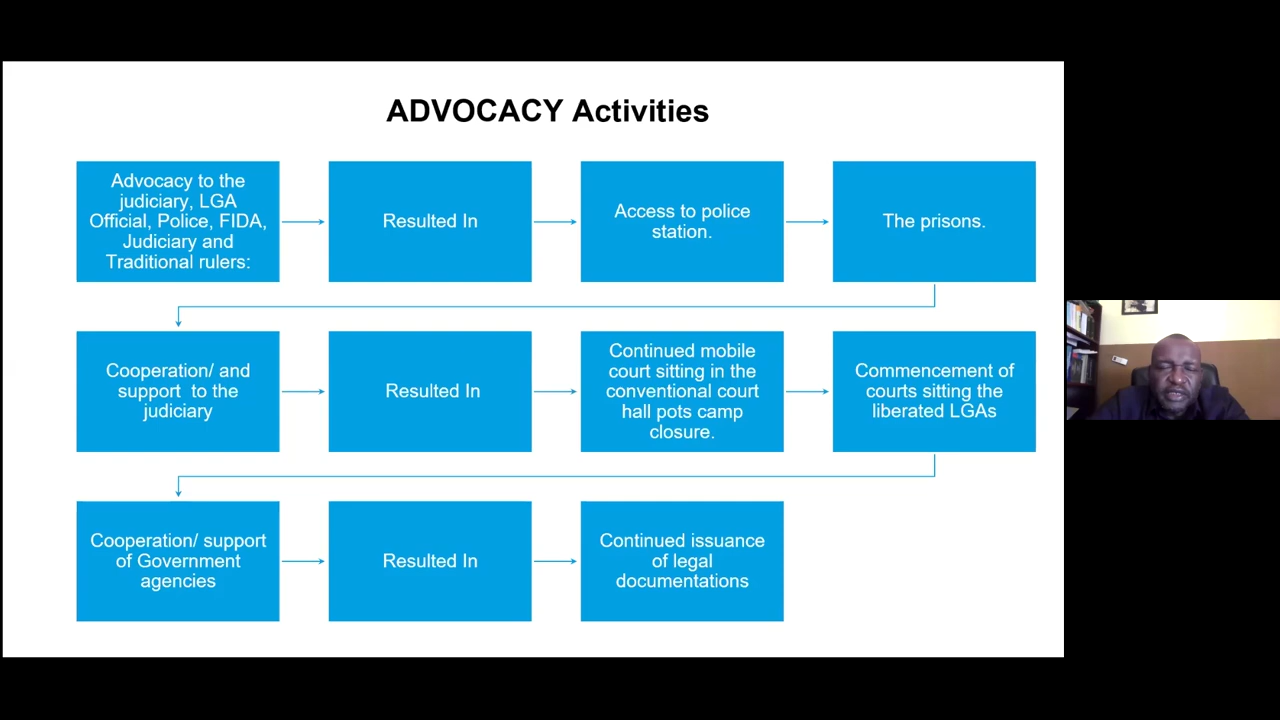 ADVOCACY Activities
Advocacy to the
judiciary, LGA
Official, Police, FIDA,
Judiciary and
Traditional rulers:
Resulted In
Access to police
station.
The prisons.
Cooperation/ and
support to the
judiciary
Resulted In
Continued mobile
court sitting in the
conventional court
hall pots camp
closure.
Commencement of
courts sitting the
liberated LGAs
Cooperation/ support
of Government
agencies
Resulted In
Continued issuance
of legal
documentations